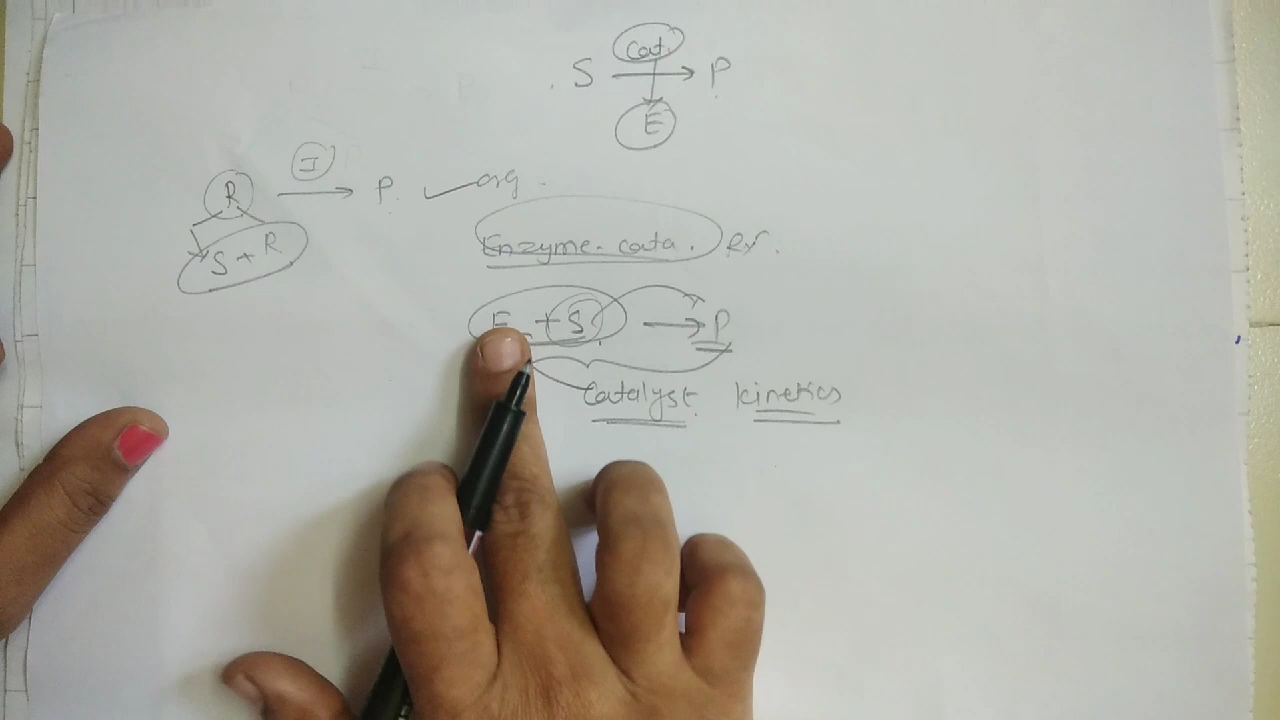 Cat.
S → P
E
I
R → P. ✓ org.
S + R
Enzyme-cata. Rx.
E + S → P
Catalyst kinetics